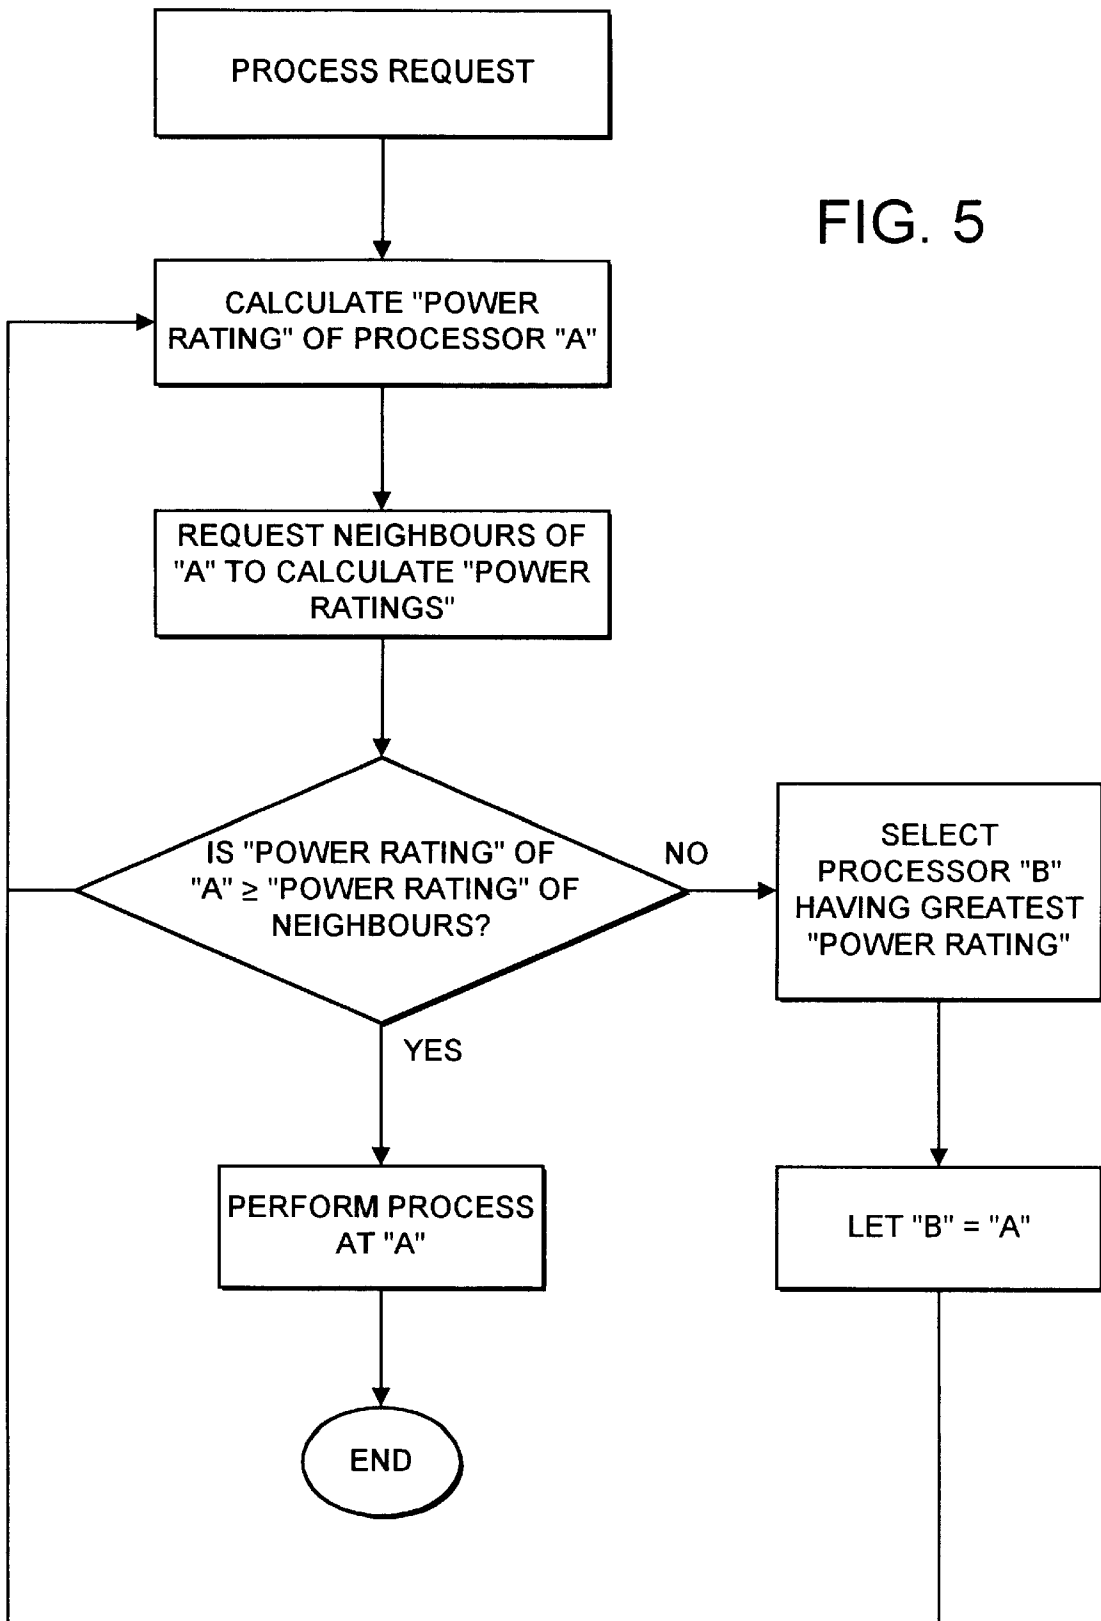 PROCESS REQUEST
FIG. 5
CALCULATE "POWER
RATING" OF PROCESSOR "A"
REQUEST NEIGHBOURS OF
"A" TO CALCULATE "POWER
RATINGS"
IS "POWER RATING" OF
"A" ≥ "POWER RATING" OF
NEIGHBOURS?
NO
SELECT
PROCESSOR "B"
HAVING GREATEST
"POWER RATING"
YES
PERFORM PROCESS
AT "A"
LET "B" = "A"
END